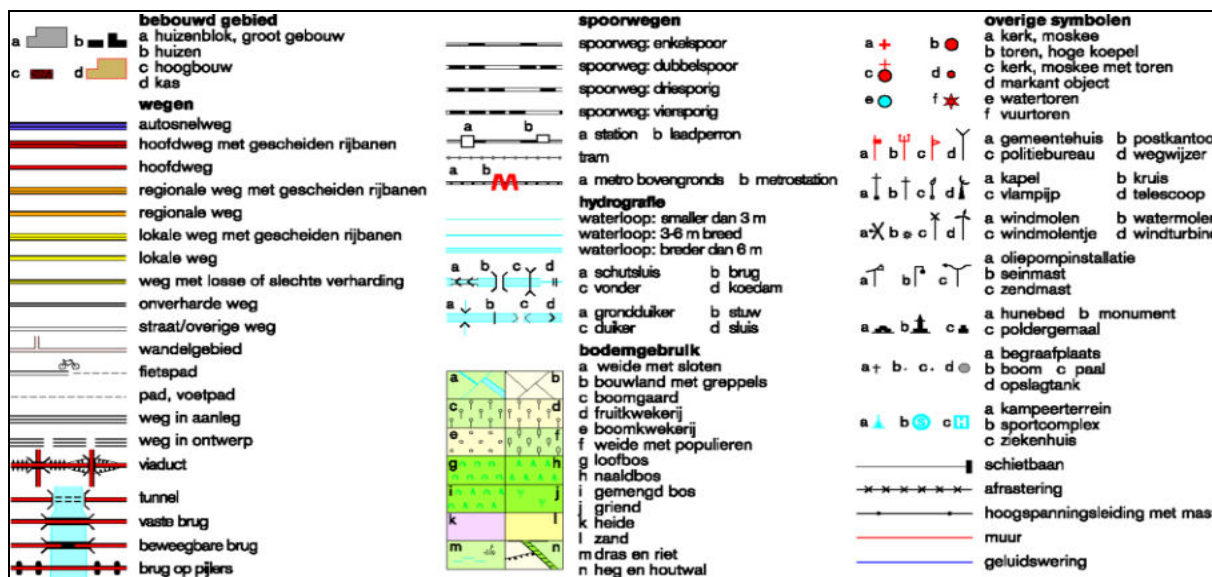 bebouwd gebied
a b
a huizenblok, groot gebouw
b huizen
c d
c hoogbouw
d kas
wegen
autosnelweg
hoofdweg met gescheiden rijbanen
hoofdweg
regionale weg met gescheiden rijbanen
regionale weg
lokale weg met gescheiden rijbanen
lokale weg
weg met losse of slechte verharding
onverharde weg
straat/overige weg
wandelgebied
fietspad
pad, voetpad
weg in aanleg
weg in ontwerp
viaduct
tunnel
vaste brug
beweegbare brug
brug op pijlers
spoorwegen
spoorweg: enkelspoor
spoorweg: dubbelspoor
spoorweg: driesporig
spoorweg: viersporig
a b
a station b laadperron
tram
a b
a metro bovengronds b metrostation
hydrografie
waterloop: smaller dan 3 m
waterloop: 3-6 m breed
waterloop: breder dan 6 m
a b c d
a schutsluis b brug
c vonder d koedam
a b c d
a grondduiker b stuw
c duiker d sluis
bodemgebruik
a b
a weide met sloten
b bouwland met greppels
c d
c boomgaard
d fruitkwekerij
e f
e boomkwekerij
f weide met populieren
g h
g loofbos
h naaldbos
i j
i gemengd bos
j griend
k l
k heide
l zand
m n
m dras en riet
n heg en houtwal
overige symbolen
a b
a kerk, moskee
b toren, hoge koepel
c d
c kerk, moskee met toren
d markant object
e f
e watertoren
f vuurtoren
a b c d
a gemeentehuis b postkantoo
c politiebureau d wegwijzer
a b c d
a kapel b kruis
c vlampijp d telescoop
a b c d
a windmolen b watermolen
c windmolentje d windturbine
a b c
a oliepompinstallatie
b seinmast
c zendmast
a b c
a hunebed b monument
c poldergemaal
a b c d
a begraafplaats
b boom c paal
d opslagtank
a b S c H
a kampeerterrein
b sportcomplex
c ziekenhuis
schietbaan
afrastering
hoogspanningsleiding met mast
muur
geluidswering